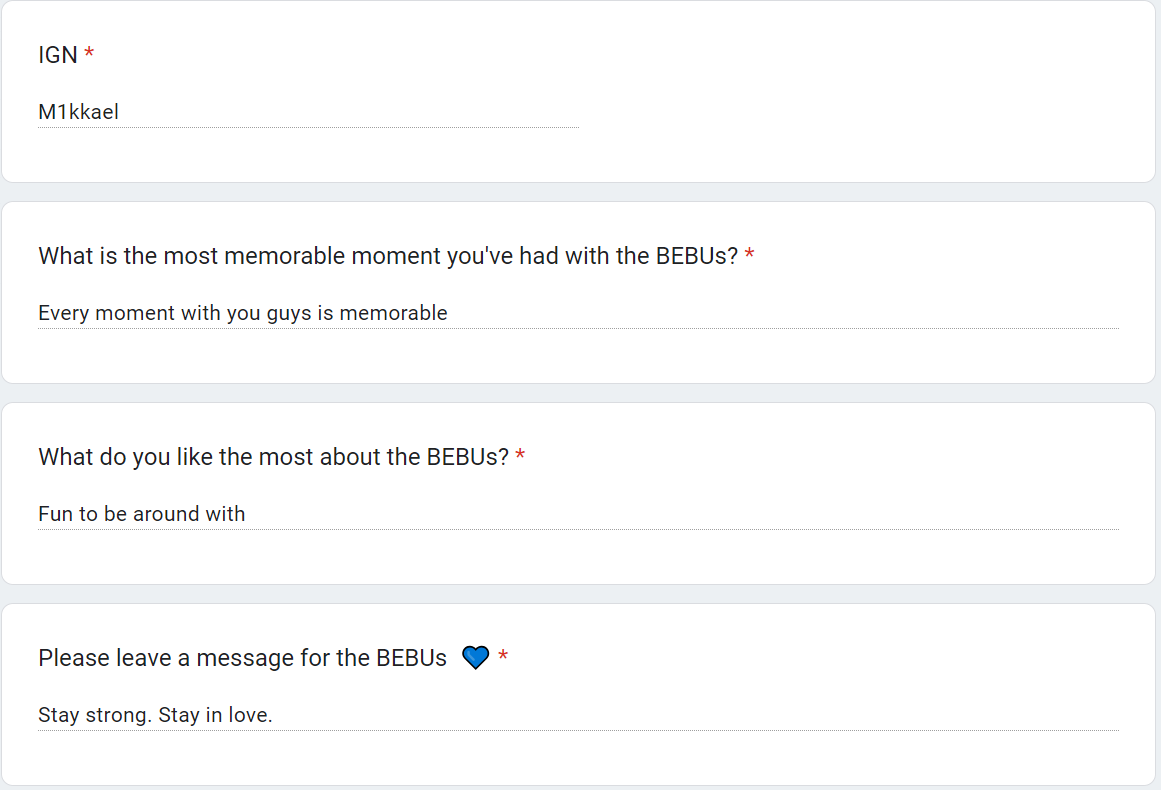 IGN *
M1kkael
What is the most memorable moment you've had with the BEBUs? *
Every moment with you guys is memorable
What do you like the most about the BEBUs? *
Fun to be around with
Please leave a message for the BEBUs 💙 *
Stay strong. Stay in love.